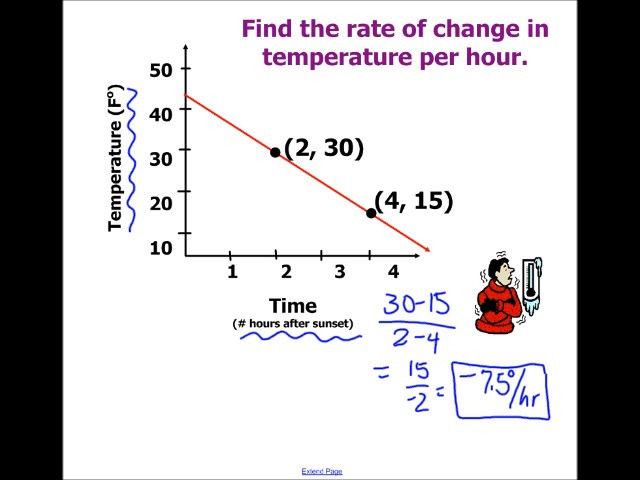 Find the rate of change in
temperature per hour.
Temperature (Fº)
50
40
30
20
10
(2, 30)
(4, 15)
1 2 3 4
Time
(# hours after sunset)
30-15
2-4
= 15
-2
= -7.5°/hr
Extend Page